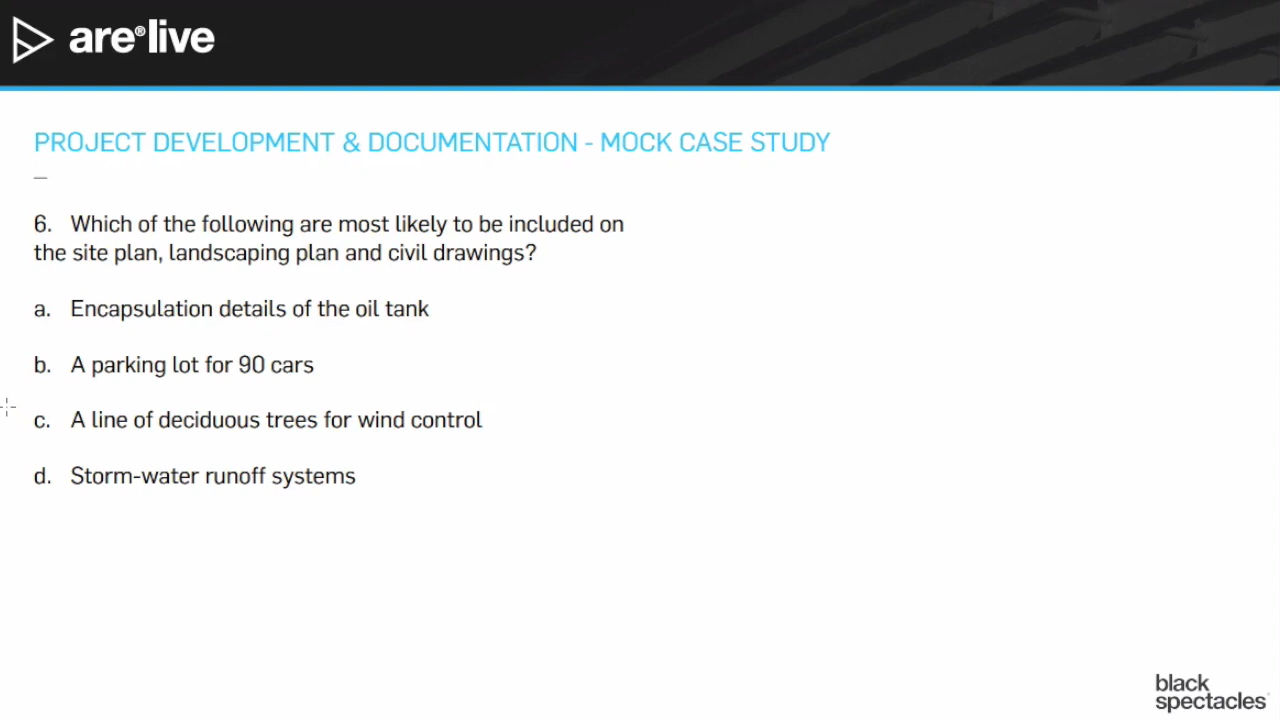 are®live
PROJECT DEVELOPMENT & DOCUMENTATION - MOCK CASE STUDY
6. Which of the following are most likely to be included on
the site plan, landscaping plan and civil drawings?
a. Encapsulation details of the oil tank
b. A parking lot for 90 cars
c. A line of deciduous trees for wind control
d. Storm-water runoff systems
black
spectacles